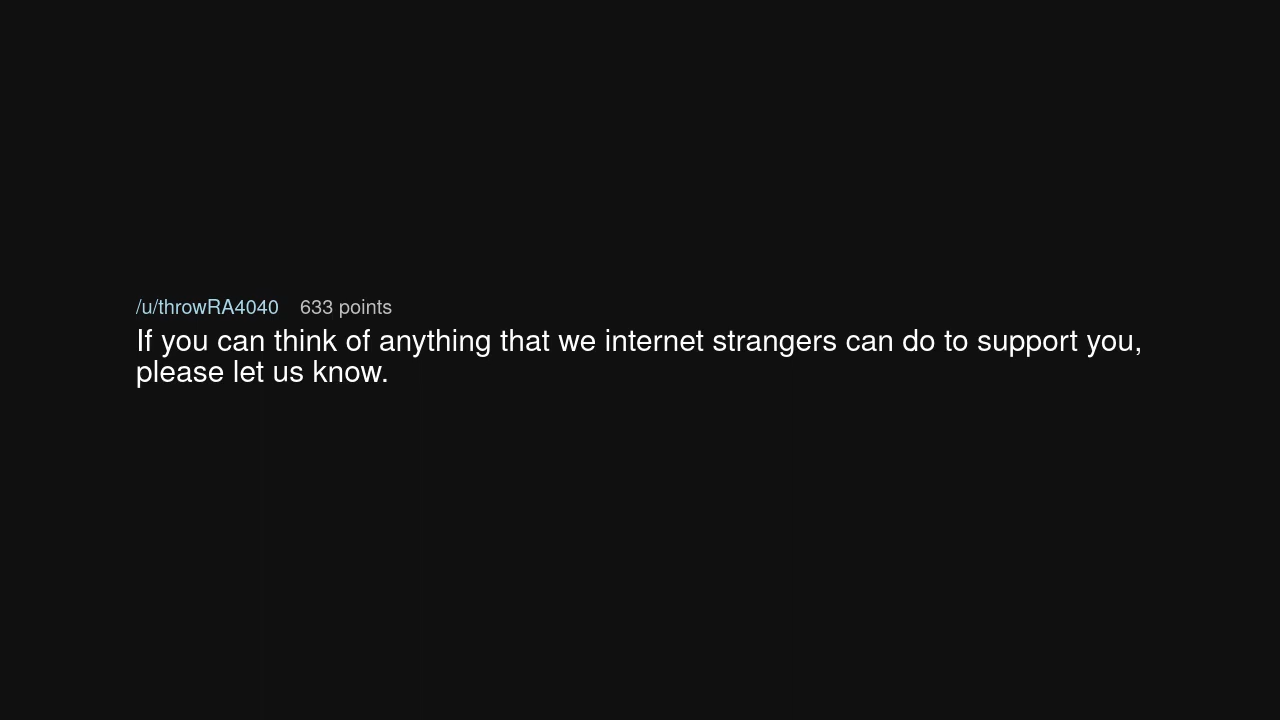 /u/throwRA4040 633 points
If you can think of anything that we internet strangers can do to support you,
please let us know.